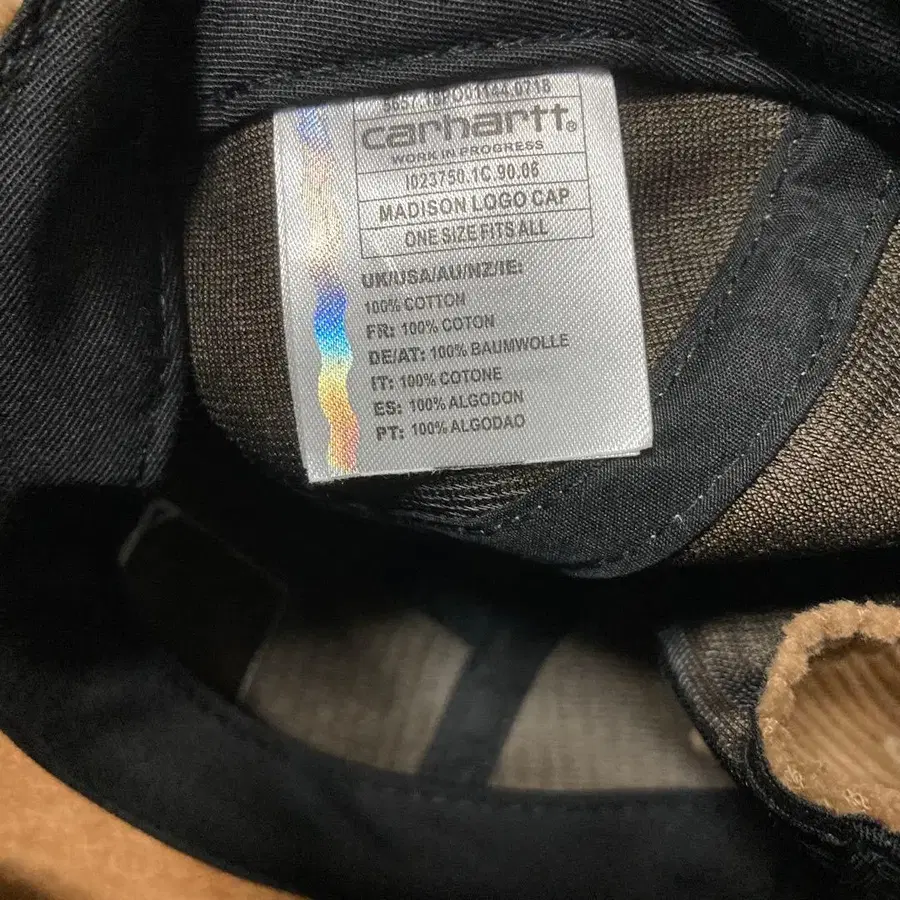 carhartt®
WORK IN PROGRESS
I023750.1C.90.06
MADISON LOGO CAP
ONE SIZE FITS ALL
UK/USA/AU/NZ/IE:
100% COTTON
FR: 100% COTON
DE/AT: 100% BAUMWOLLE
IT: 100% COTONE
ES: 100% ALGODON
PT: 100% ALGODAO